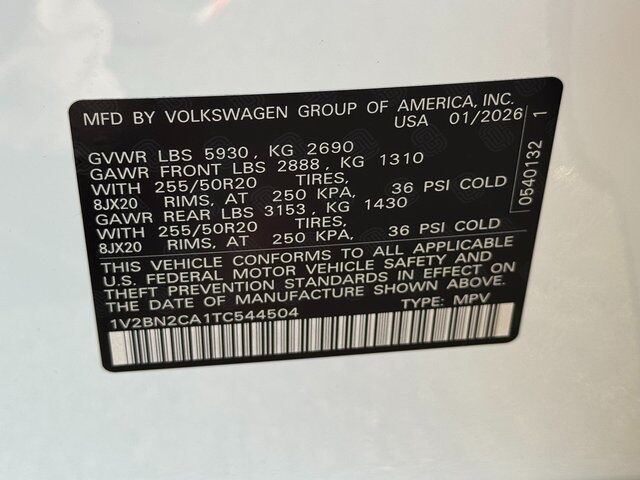 MFD BY VOLKSWAGEN GROUP OF AMERICA, INC.
USA 01/2026
GVWR LBS 5930, KG 2690
GAWR FRONT LBS 2888, KG 1310
WITH 255/50R20 TIRES,
8JX20 RIMS, AT 250 KPA, 36 PSI COLD
GAWR REAR LBS 3153, KG 1430
WITH 255/50R20 TIRES,
8JX20 RIMS, AT 250 KPA, 36 PSI COLD
THIS VEHICLE CONFORMS TO ALL APPLICABLE
U.S. FEDERAL MOTOR VEHICLE SAFETY AND
THEFT PREVENTION STANDARDS IN EFFECT ON
THE DATE OF MANUFACTURE SHOWN ABOVE.
1V2BN2CA1TC544504 TYPE: MPV
0540132 1